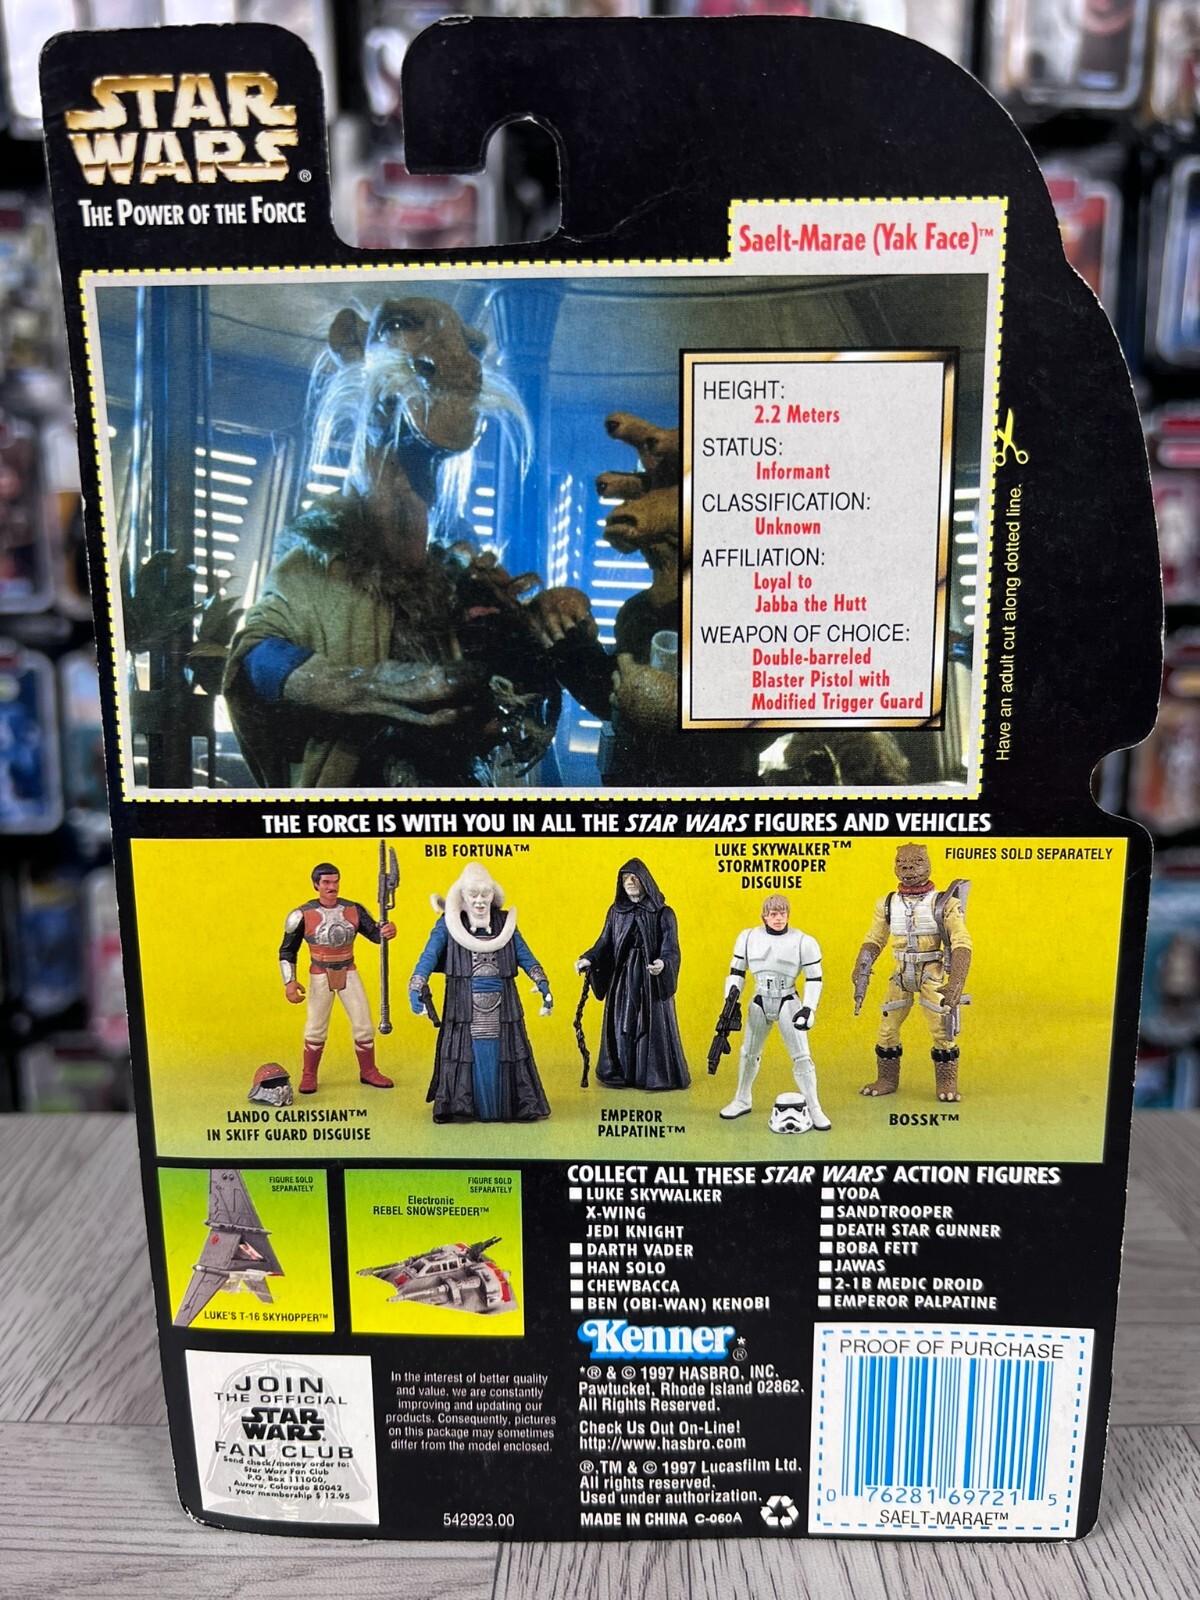 STAR
WARS®
THE POWER OF THE FORCE
Saelt-Marae (Yak Face)™
HEIGHT:
2.2 Meters
STATUS:
Informant
CLASSIFICATION:
Unknown
AFFILIATION:
Loyal to
Jabba the Hutt
WEAPON OF CHOICE:
Double-barreled
Blaster Pistol with
Modified Trigger Guard
Have an adult cut along dotted line.
THE FORCE IS WITH YOU IN ALL THE STAR WARS FIGURES AND VEHICLES
BIB FORTUNA™
LUKE SKYWALKER™
STORMTROOPER
DISGUISE
FIGURES SOLD SEPARATELY
LANDO CALRISSIAN™
IN SKIFF GUARD DISGUISE
EMPEROR
PALPATINE™
BOSSK™
FIGURE SOLD
SEPARATELY
LUKE'S T-16 SKYHOPPER™
FIGURE SOLD
SEPARATELY
Electronic
REBEL SNOWSPEEDER™
COLLECT ALL THESE STAR WARS ACTION FIGURES
LUKE SKYWALKER
X-WING
JEDI KNIGHT
DARTH VADER
HAN SOLO
CHEWBACCA
BEN (OBI-WAN) KENOBI
YODA
SANDTROOPER
DEATH STAR GUNNER
BOBA FETT
JAWAS
2-1B MEDIC DROID
EMPEROR PALPATINE
JOIN
THE OFFICIAL
STAR
WARS.
FAN CLUB
Send check/money order to:
Star Wars Fan Club
P.O. Box 111000,
Aurora, Colorado 80042
1 year membership $ 12.95
In the interest of better quality
and value, we are constantly
improving and updating our
products. Consequently, pictures
on this package may sometimes
differ from the model enclosed.
542923.00
Kenner*®
*® & © 1997 HASBRO, INC.
Pawtucket, Rhode Island 02862.
All Rights Reserved.
Check Us Out On-Line!
http://www.hasbro.com
®,TM & © 1997 Lucasfilm Ltd.
All rights reserved.
Used under authorization.
MADE IN CHINA C-060A
PROOF OF PURCHASE
0 76281 69721 5
SAELT-MARAE™